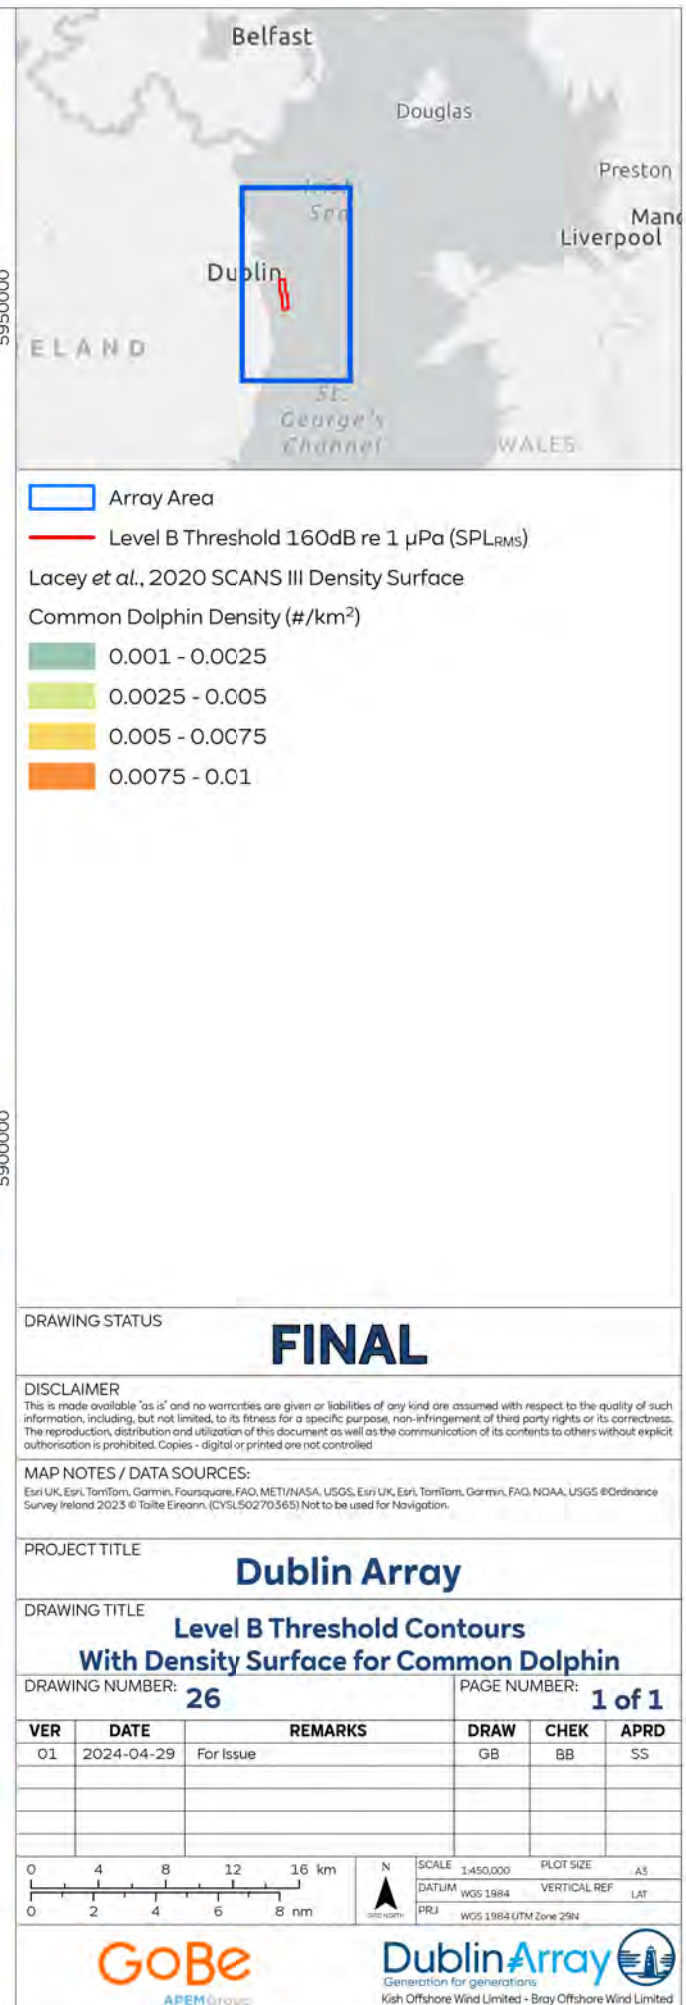 Belfast
Douglas
Preston
Irish
Sea
Manc
Liverpool
Dublin
5950000
ELAND
St.
George's
Channel
WALES
Array Area
Level B Threshold 160dB re 1 µPa (SPLRMS)
Lacey et al., 2020 SCANS III Density Surface
Common Dolphin Density (#/km²)
0.001 - 0.0025
0.0025 - 0.005
0.005 - 0.0075
0.0075 - 0.01
5900000
DRAWING STATUS
FINAL
DISCLAIMER
This is made available "as is" and no warranties are given or liabilities of any kind are assumed with respect to the quality of such
information, including, but not limited, to its fitness for a specific purpose, non-infringement of third party rights or its correctness.
The reproduction, distribution and utilization of this document as well as the communication of its contents to others without explicit
authorisation is prohibited. Copies - digital or printed are not controlled
MAP NOTES / DATA SOURCES:
Esri UK, Esri, TomTom, Garmin, Foursquare, FAO, METI/NASA, USGS, Esri UK, Esri, TomTom, Garmin, FAO, NOAA, USGS ©Ordnance
Survey Ireland 2023 © Tailte Eireann. (CYSL50270365) Not to be used for Navigation.
PROJECT TITLE
Dublin Array
DRAWING TITLE
Level B Threshold Contours
With Density Surface for Common Dolphin
DRAWING NUMBER: 26 PAGE NUMBER: 1 of 1
VER DATE REMARKS DRAW CHEK APRD
01 2024-04-29 For Issue GB BB SS
0 4 8 12 16 km
0 2 4 6 8 nm
N
GRID NORTH
SCALE 1:450,000 PLOT SIZE A3
DATUM WGS 1984 VERTICAL REF LAT
PRJ WGS 1984 UTM Zone 29N
GoBe
APEMGroup
Dublin Array
Generation for generations
Kish Offshore Wind Limited - Bray Offshore Wind Limited